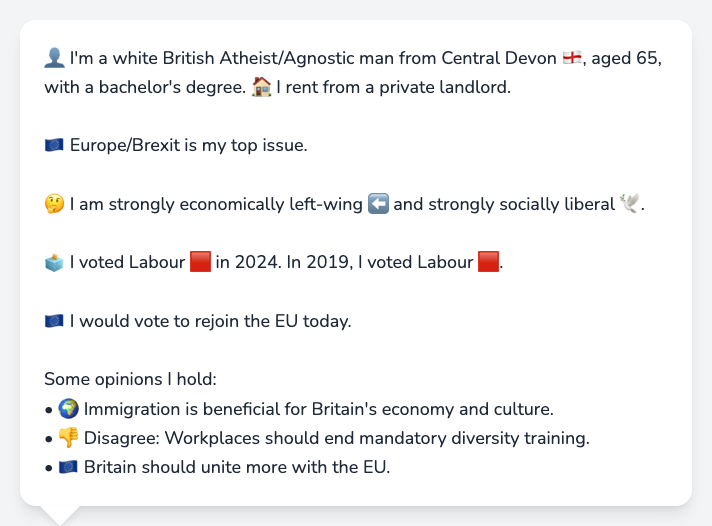 👤 I'm a white British Atheist/Agnostic man from Central Devon 🏴󠁧󠁢󠁥󠁮󠁧󠁿, aged 65,
with a bachelor's degree. 🏠 I rent from a private landlord.
🇪🇺 Europe/Brexit is my top issue.
🤔 I am strongly economically left-wing ⬅️ and strongly socially liberal 🕊️.
🗳️ I voted Labour 🟥 in 2024. In 2019, I voted Labour 🟥.
🇪🇺 I would vote to rejoin the EU today.
Some opinions I hold:
• 🌍 Immigration is beneficial for Britain's economy and culture.
• 👎 Disagree: Workplaces should end mandatory diversity training.
• 🇪🇺 Britain should unite more with the EU.